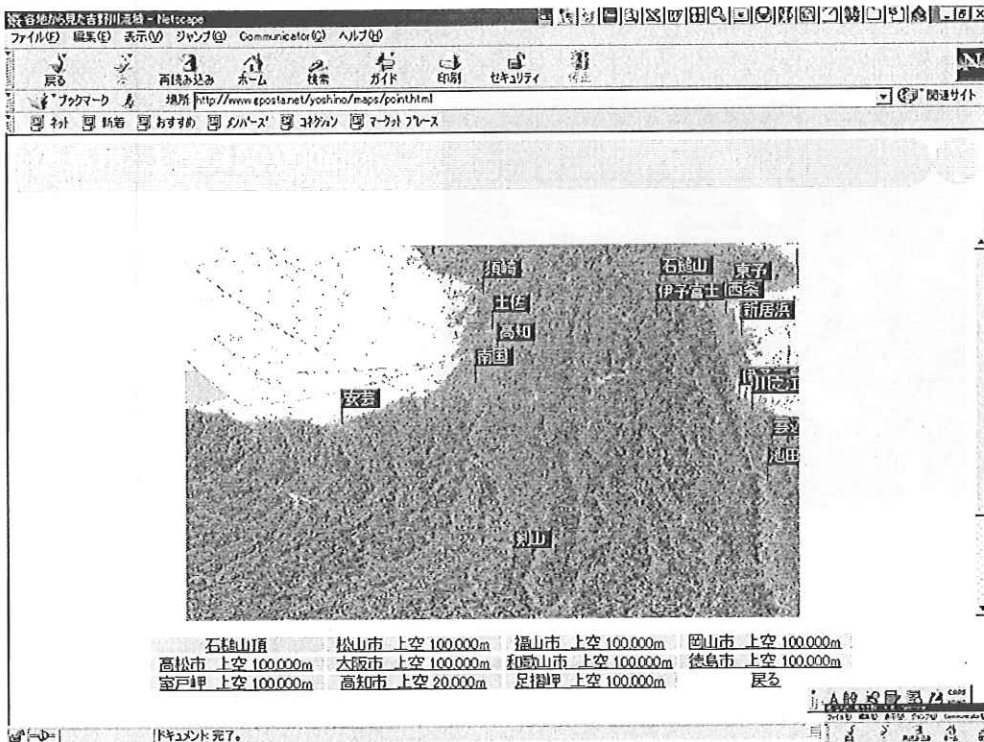 各地から見た吉野川流域 - Netscape
ファイル(F) 編集(E) 表示(V) ジャンプ(G) Communicator(C) ヘルプ(H)
戻る 再読み込み ホーム 検索 ガイド 印刷 セキュリティ 停止
ブックマーク 場所 http://www.eposta.net/yoshino/maps/point.html 関連サイト
ネット 新着 おすすめ メンバーズ コネクション マーケットプレース
須崎 石鎚山 東予
土佐 伊予富士 西条
高知 新居浜
南国
安芸 川之江
池田
剣山
石鎚山頂 松山市 上空 100,000m 福山市 上空 100,000m 岡山市 上空 100,000m
高松市 上空 100,000m 大阪市 上空 100,000m 和歌山市 上空 100,000m 徳島市 上空 100,000m
室戸岬 上空 100,000m 高知市 上空 20,000m 足摺岬 上空 100,000m 戻る
ドキュメント 完了。